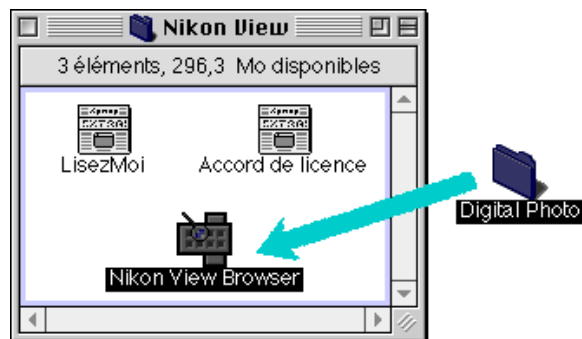 Nikon View
3 éléments, 296,3 Mo disponibles
LisezMoi
Accord de licence
Digital Photo
Nikon View Browser